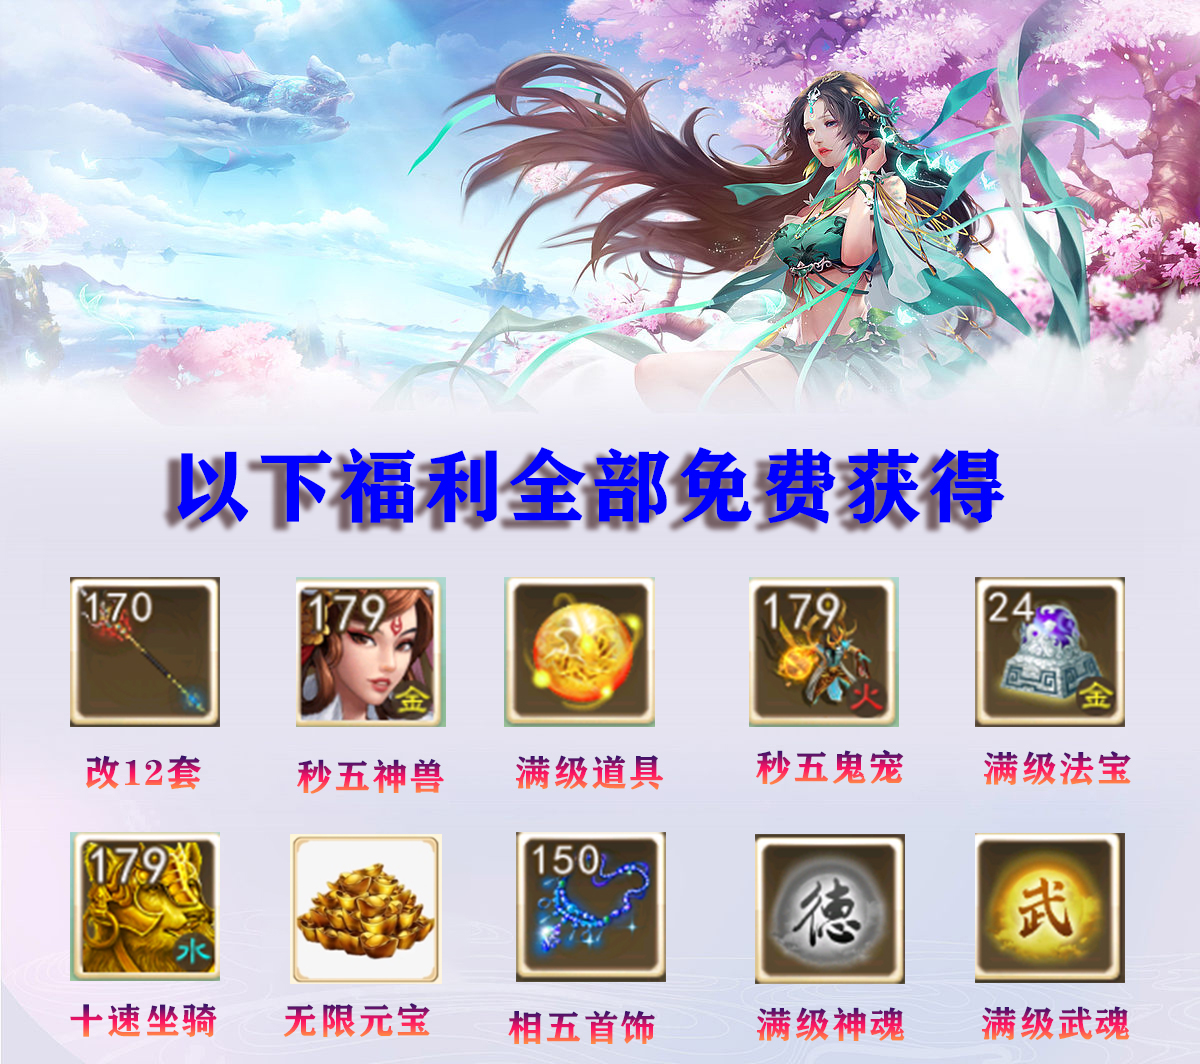 以下福利全部免费获得
170
179
金
179
火
24
金
改12套
秒五神兽
满级道具
秒五鬼宠
满级法宝
179
水
150
德
武
十速坐骑
无限元宝
相五首饰
满级神魂
满级武魂